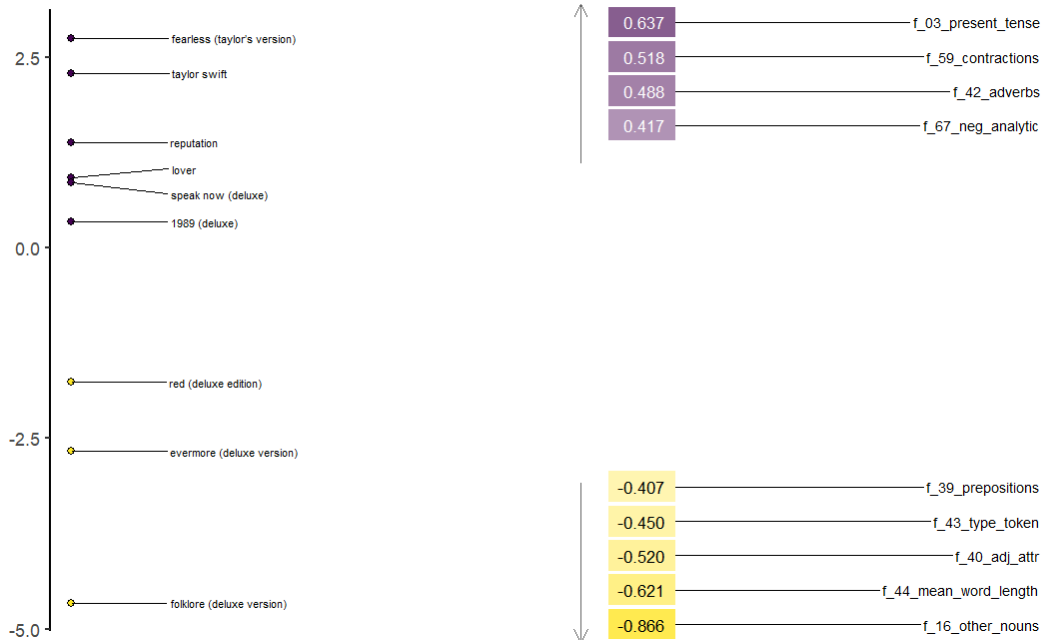 2.5
0.0
-2.5
-5.0
fearless (taylor's version)
taylor swift
reputation
lover
speak now (deluxe)
1989 (deluxe)
red (deluxe edition)
evermore (deluxe version)
folklore (deluxe version)
0.637 f_03_present_tense
0.518 f_59_contractions
0.488 f_42_adverbs
0.417 f_67_neg_analytic
-0.407 f_39_prepositions
-0.450 f_43_type_token
-0.520 f_40_adj_attr
-0.621 f_44_mean_word_length
-0.866 f_16_other_nouns